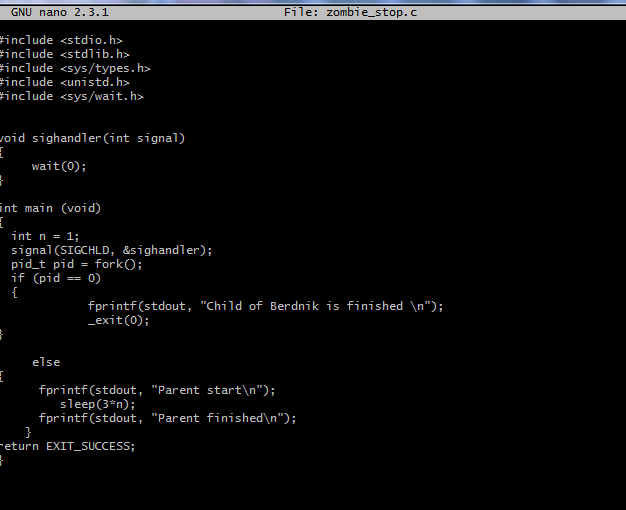 GNU nano 2.3.1 File: zombie_stop.c
#include <stdio.h>
#include <stdlib.h>
#include <sys/types.h>
#include <unistd.h>
#include <sys/wait.h>
void sighandler(int signal)
{
wait(0);
}
int main (void)
{
int n = 1;
signal(SIGCHLD, &sighandler);
pid_t pid = fork();
if (pid == 0)
{
fprintf(stdout, "Child of Berdnik is finished \n");
_exit(0);
}
else
{
fprintf(stdout, "Parent start\n");
sleep(3*n);
fprintf(stdout, "Parent finished\n");
}
return EXIT_SUCCESS;
}